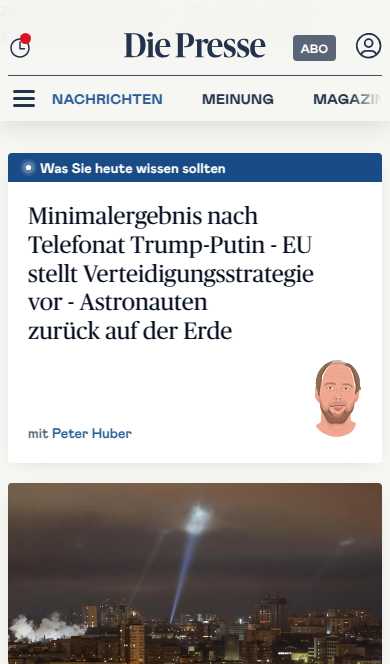 Die Presse
ABO
NACHRICHTEN MEINUNG MAGAZIN
Was Sie heute wissen sollten
Minimalergebnis nach
Telefonat Trump-Putin - EU
stellt Verteidigungsstrategie
vor - Astronauten
zurück auf der Erde
mit Peter Huber